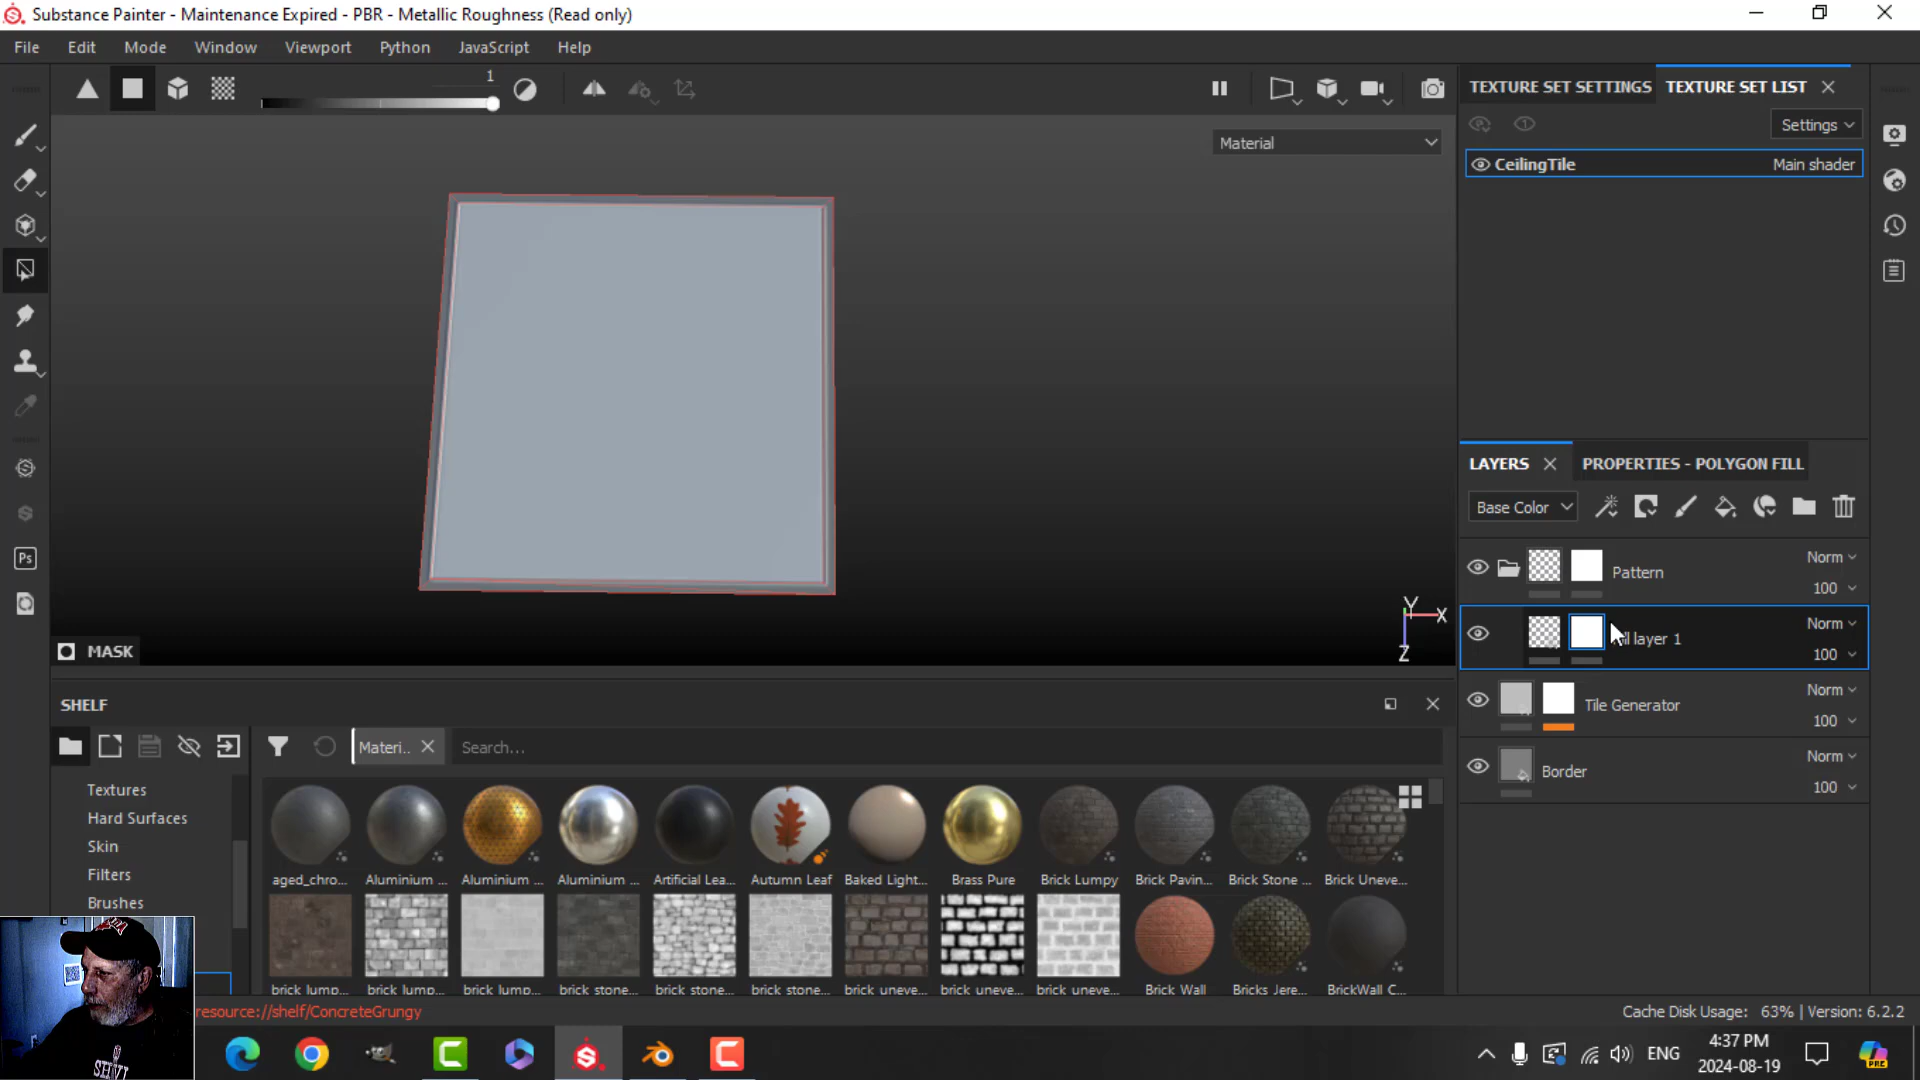 Substance Painter - Maintenance Expired - PBR - Metallic Roughness (Read only)
File Edit Mode Window Viewport Python JavaScript Help
1
Material
TEXTURE SET SETTINGS TEXTURE SET LIST
Settings
CeilingTile Main shader
LAYERS PROPERTIES - POLYGON FILL
Base Color
Norm
Pattern
100
Norm
ill layer 1
100
Norm
Tile Generator
100
Norm
Border
100
Y
X
Z
MASK
Ps
SHELF
Materi..
Search...
Textures
Hard Surfaces
Skin
Filters
Brushes
aged_chro... Aluminium ... Aluminium ... Aluminium ... Artificial Lea... Autumn Leaf Baked Light... Brass Pure Brick Lumpy Brick Pavin... Brick Stone ... Brick Uneve...
brick lump... brick lump... brick lump... brick stone... brick stone... brick stone... brick uneve... brick uneve... brick uneve... Brick Wall Bricks Jere... BrickWall C...
resource://shelf/ConcreteGrungy
Cache Disk Usage: 63% | Version: 6.2.2
ENG
4:37 PM
2024-08-19
PRE